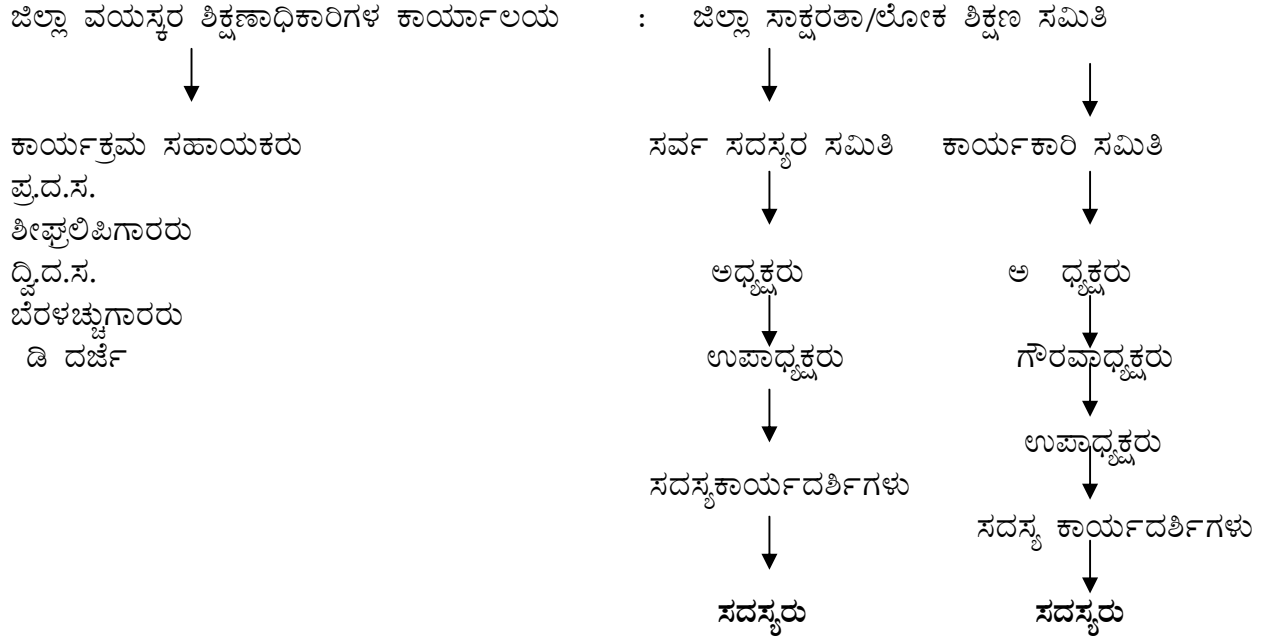 ಜಿಲ್ಲಾ ವಯಸ್ಕರ ಶಿಕ್ಷಣಾಧಿಕಾರಿಗಳ ಕಾರ್ಯಾಲಯ : ಜಿಲ್ಲಾ ಸಾಕ್ಷರತಾ/ಲೋಕ ಶಿಕ್ಷಣ ಸಮಿತಿ
ಕಾರ್ಯಕ್ರಮ ಸಹಾಯಕರು ಸರ್ವ ಸದಸ್ಯರ ಸಮಿತಿ ಕಾರ್ಯಕಾರಿ ಸಮಿತಿ
ಪ್ರ.ದ.ಸ.
ಶೀಘ್ರಲಿಪಿಗಾರರು
ದ್ವಿ.ದ.ಸ. ಅಧ್ಯಕ್ಷರು ಅ ಧ್ಯಕ್ಷರು
ಬೆರಳಚ್ಚುಗಾರರು
ಡಿ ದರ್ಜೆ ಉಪಾಧ್ಯಕ್ಷರು ಗೌರವಾಧ್ಯಕ್ಷರು
ಉಪಾಧ್ಯಕ್ಷರು
ಸದಸ್ಯಕಾರ್ಯದರ್ಶಿಗಳು
ಸದಸ್ಯ ಕಾರ್ಯದರ್ಶಿಗಳು
ಸದಸ್ಯರು ಸದಸ್ಯರು